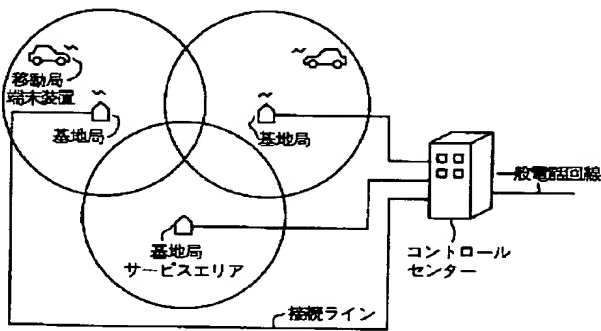 移動局
端末装置
基地局
基地局
一般電話回線
基地局
サービスエリア
コントロール
センター
接続ライン